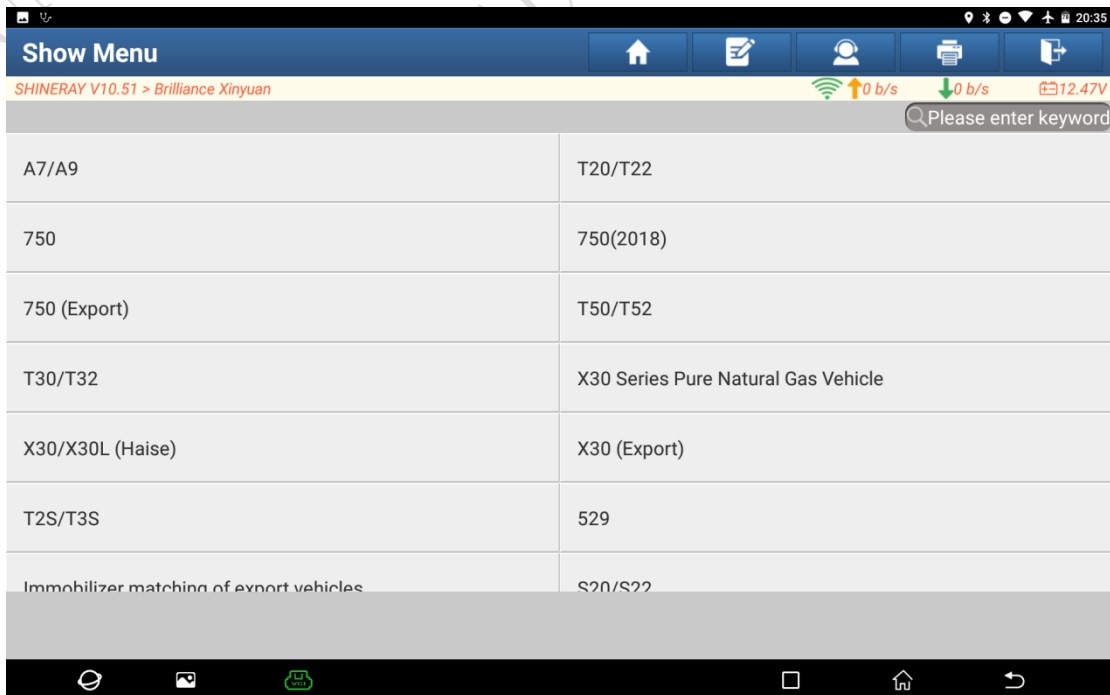 20:35
Show Menu
SHINERAY V10.51 > Brilliance Xinyuan
0 b/s
0 b/s
12.47V
Please enter keyword
A7/A9
T20/T22
750
750(2018)
750 (Export)
T50/T52
T30/T32
X30 Series Pure Natural Gas Vehicle
X30/X30L (Haise)
X30 (Export)
T2S/T3S
529
Immobilizer matching of export vehicles
S20/S22
VCI